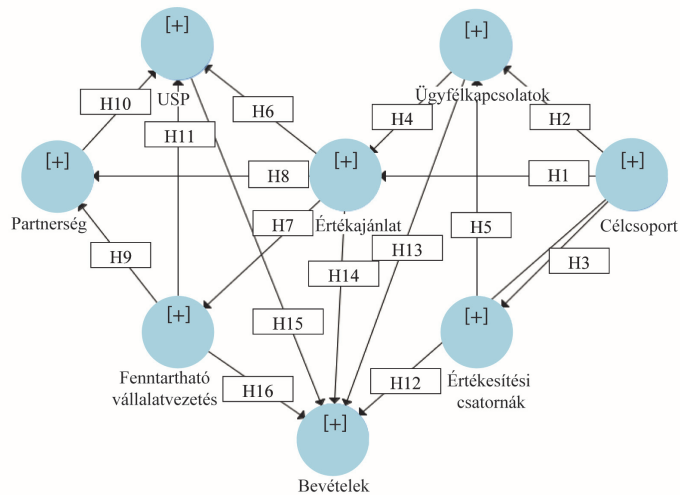 [+]
[+]
USP
Ügyfélkapcsolatok
H10
H6
H4
H2
H11
[+]
[+]
[+]
H8
H1
Partnerség
Értékajánlat
Célcsoport
H7
H5
H9
H14
H13
H3
[+]
[+]
H15
Fenntartható
vállalatvezetés
H16
H12
Értékesítési
csatornák
[+]
Bevételek